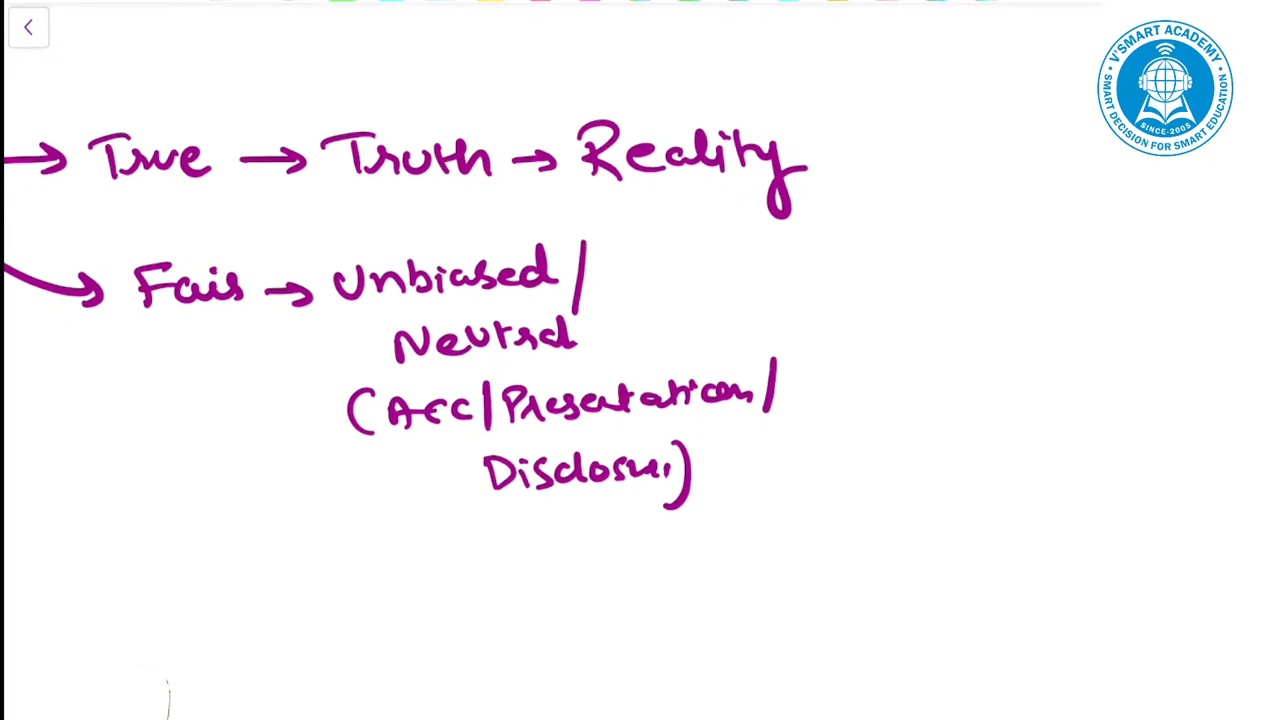 → True → Truth → Reality
→ Fair → Unbiased /
Neutral
(Acc / Presentation /
Disclosure)
V'SMART ACADEMY
SMART DECISION FOR SMART EDUCATION
SINCE-2005